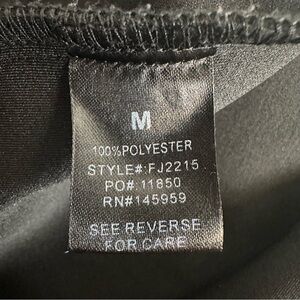 M
100%POLYESTER
STYLE#:FJ2215
PO#.11850
RN#145959
SEE REVERSE
FOR CARE